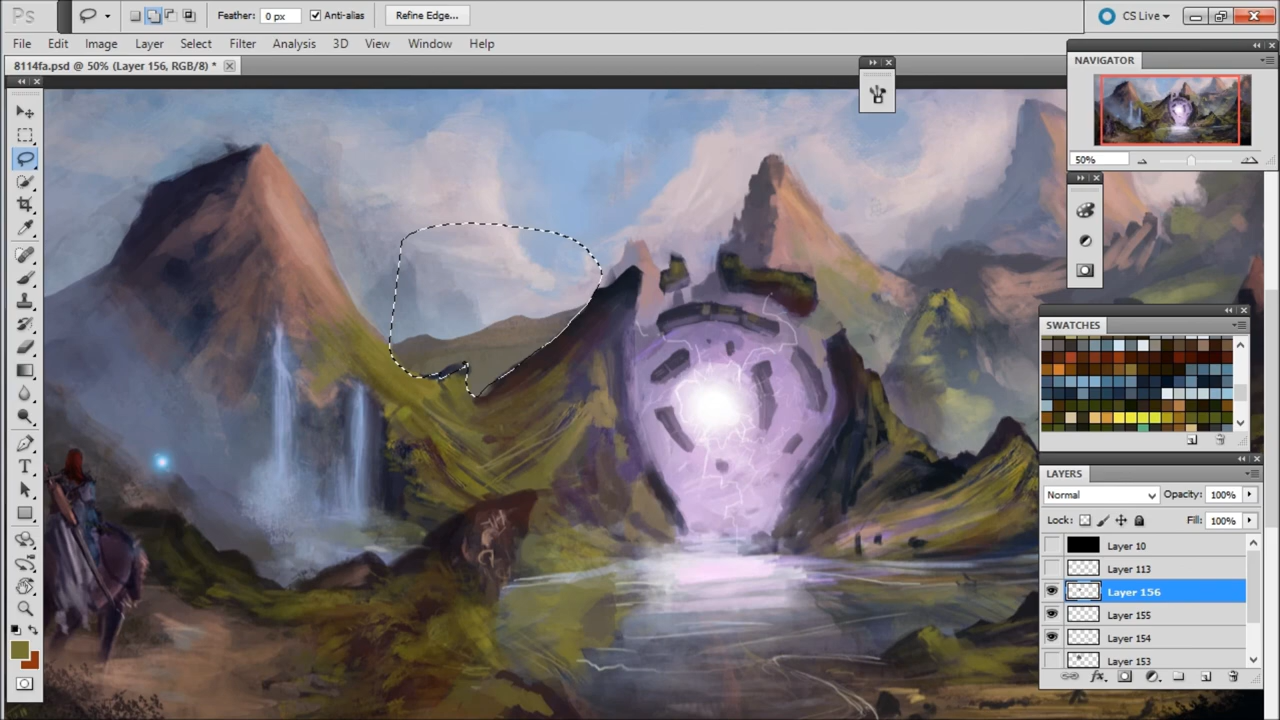 Ps Feather: 0 px Anti-alias Refine Edge... CS Live
File Edit Image Layer Select Filter Analysis 3D View Window Help
8114fa.psd @ 50% (Layer 156, RGB/8) *
NAVIGATOR
50%
SWATCHES
LAYERS
Normal Opacity: 100%
Lock: Fill: 100%
Layer 10
Layer 113
Layer 156
Layer 155
Layer 154
Layer 153